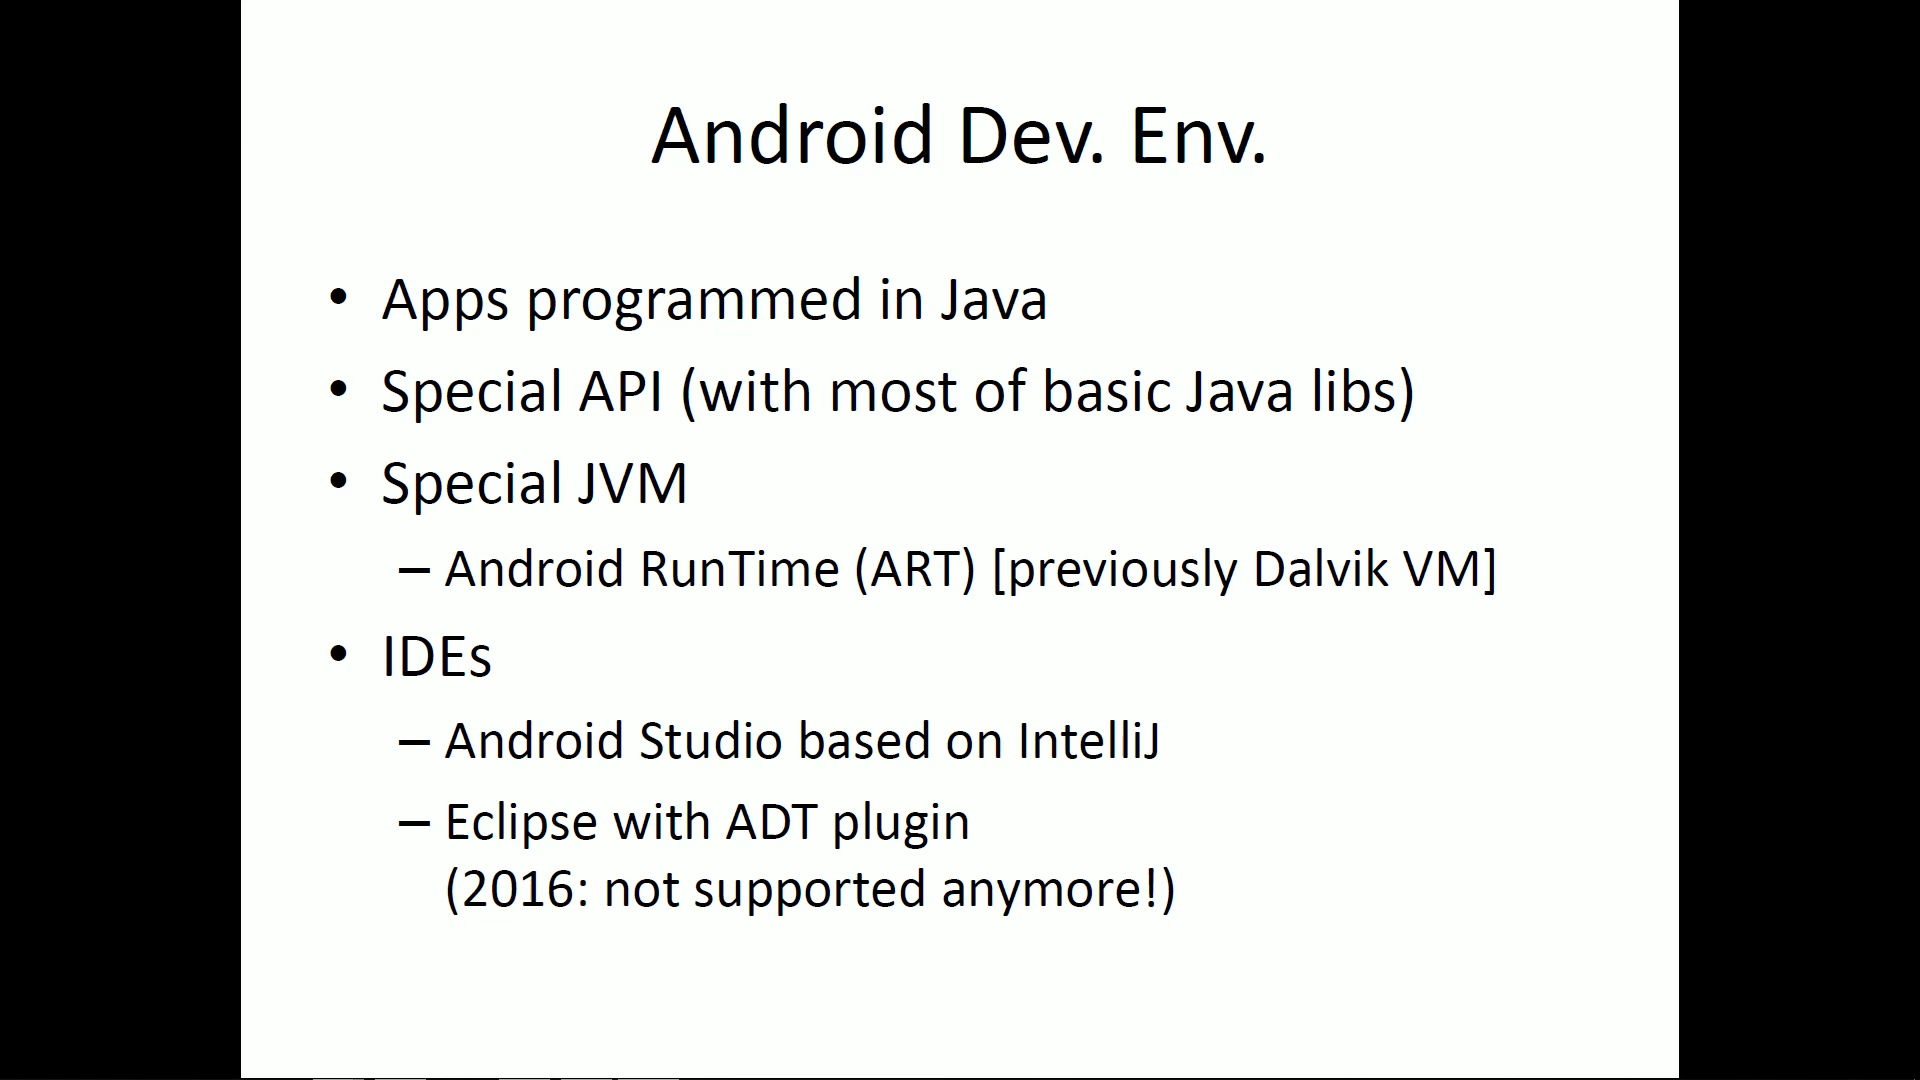 Android Dev. Env.
• Apps programmed in Java
• Special API (with most of basic Java libs)
• Special JVM
– Android RunTime (ART) [previously Dalvik VM]
• IDEs
– Android Studio based on IntelliJ
– Eclipse with ADT plugin
(2016: not supported anymore!)